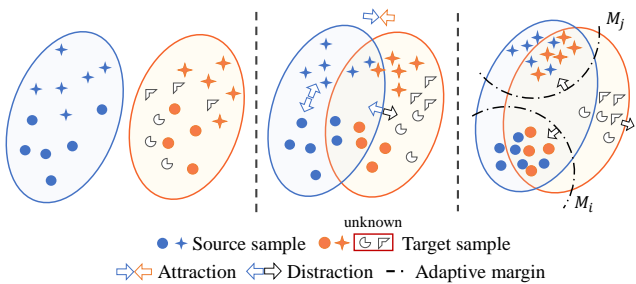 M_j
M_i
unknown
Source sample
Target sample
Attraction
Distraction
Adaptive margin